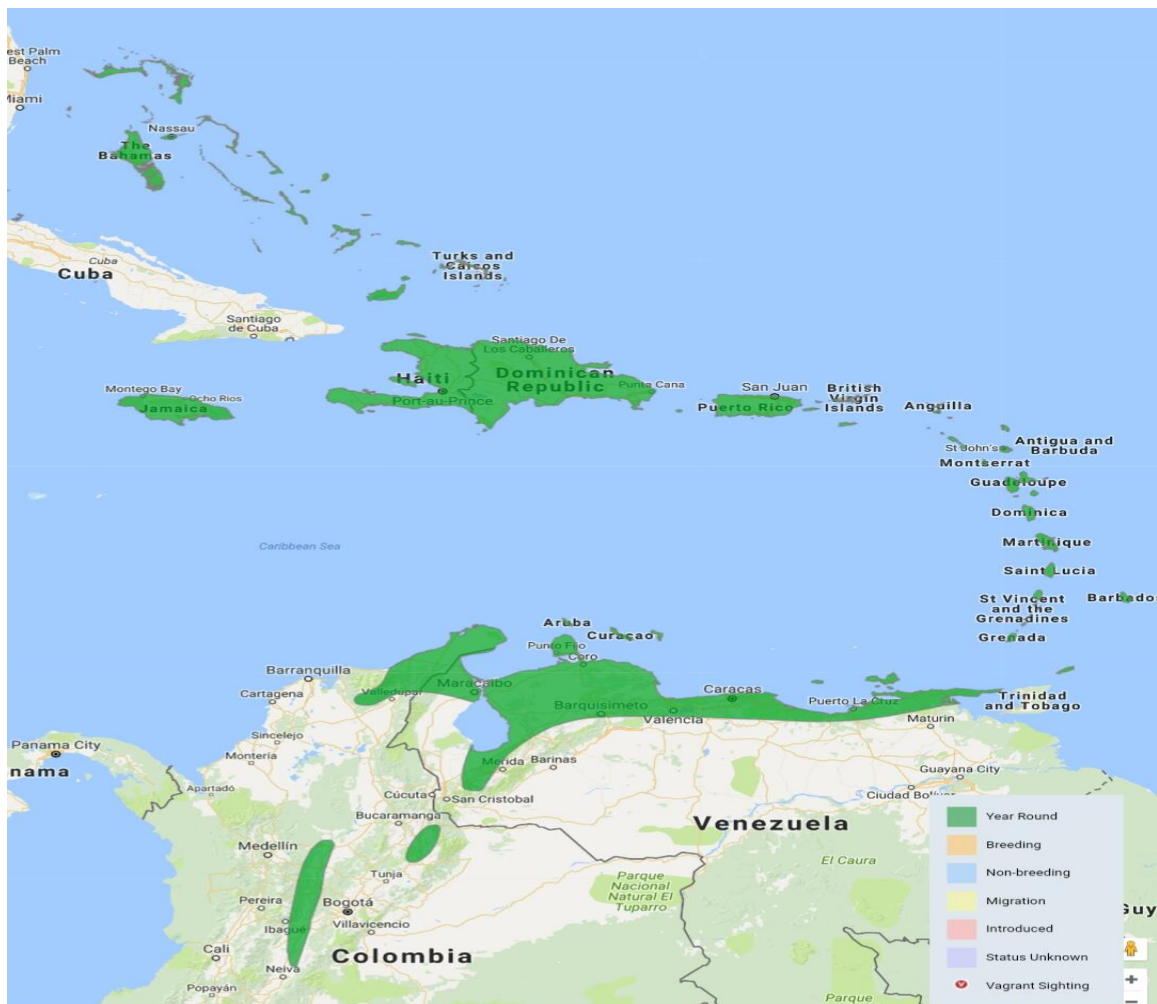 est Palm
Beach
Miami
Nassau
The
Bahamas
Cuba
Cuba
Turks and
Caicos
Islands
Santiago
de Cuba
Santiago De
Los Caballeros
Haiti
Dominican
Republic
Punta Cana
Port-au-Prince
Montego Bay
Ocho Rios
Jamaica
San Juan
Puerto Rico
British
Virgin
Islands
Anguilla
St John's
Antigua and
Barbuda
Montserrat
Guadeloupe
Dominica
Caribbean Sea
Martinique
Saint Lucia
St Vincent
and the
Grenadines
Barbados
Grenada
Aruba
Curaçao
Punto Fijo
Coro
Barranquilla
Cartagena
Valledupar
Maracaibo
Caracas
Barquisimeto
Valencia
Puerto La Cruz
Trinidad
and Tobago
Maturin
Sincelejo
Panama City
nama
Montería
Apartadó
Mérida
Barinas
Cúcuta
San Cristobal
Guayana City
Ciudad Bolívar
Bucaramanga
Venezuela
Medellín
El Caura
Tunja
Parque
Nacional
Natural El
Tuparro
Pereira
Bogotá
Ibagué
Villavicencio
Cali
Colombia
Neiva
Popayán
Guy
Year Round
Breeding
Non-breeding
Migration
Introduced
Status Unknown
V Vagrant Sighting
+
−